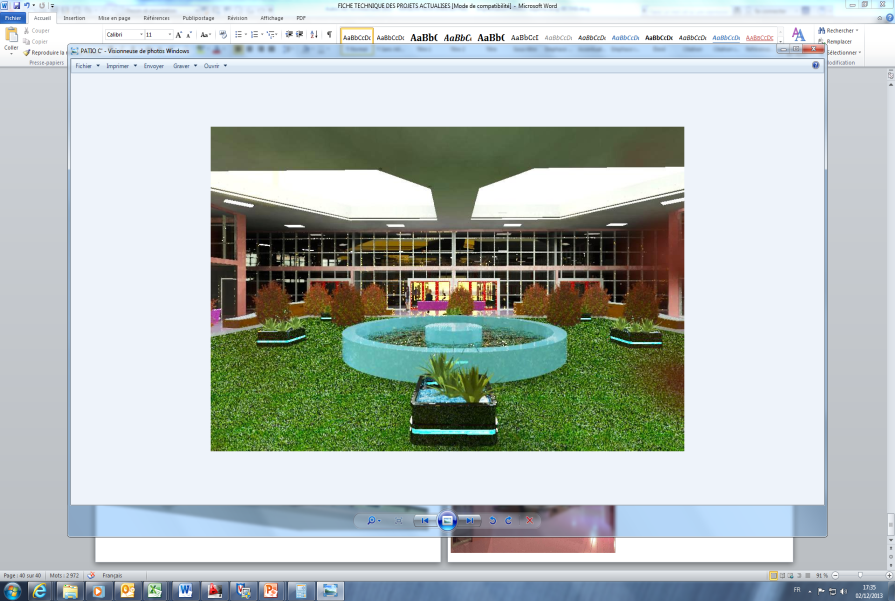 FICHE TECHNIQUE DES PROJETS ACTUALISES [Mode de compatibilité] - Microsoft Word
Fichier Accueil Insertion Mise en page Références Publipostage Révision Affichage PDF
Coller
Couper
Copier
Reproduire la
Presse-papiers
Calibri 11
AaBbCcDc AaBbCcDc AaBbC AaBbCc AaBbC AaBbCcE AaBbCcDc AaBbCcDc AaBbCcDc AaBbCcDc AaBbCcDc AaBbCcDc AaBbCcDc
Rechercher
Remplacer
Sélectionner
PATIO C' - Visionneuse de photos Windows
Fichier Imprimer Envoyer Graver Ouvrir
Page : 40 sur 40 Mots : 2 972 Français
91 %
FR
17:35
02/12/2013